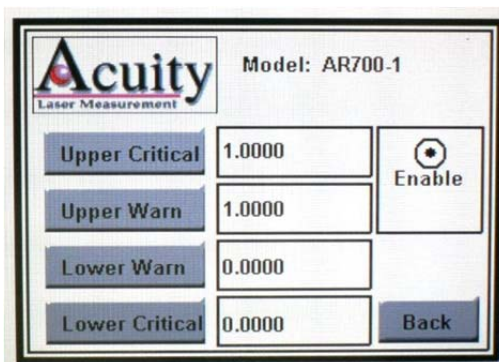 Acuity
Laser Measurement
Model: AR700-1
Upper Critical 1.0000
Enable
Upper Warn 1.0000
Lower Warn 0.0000
Lower Critical 0.0000
Back